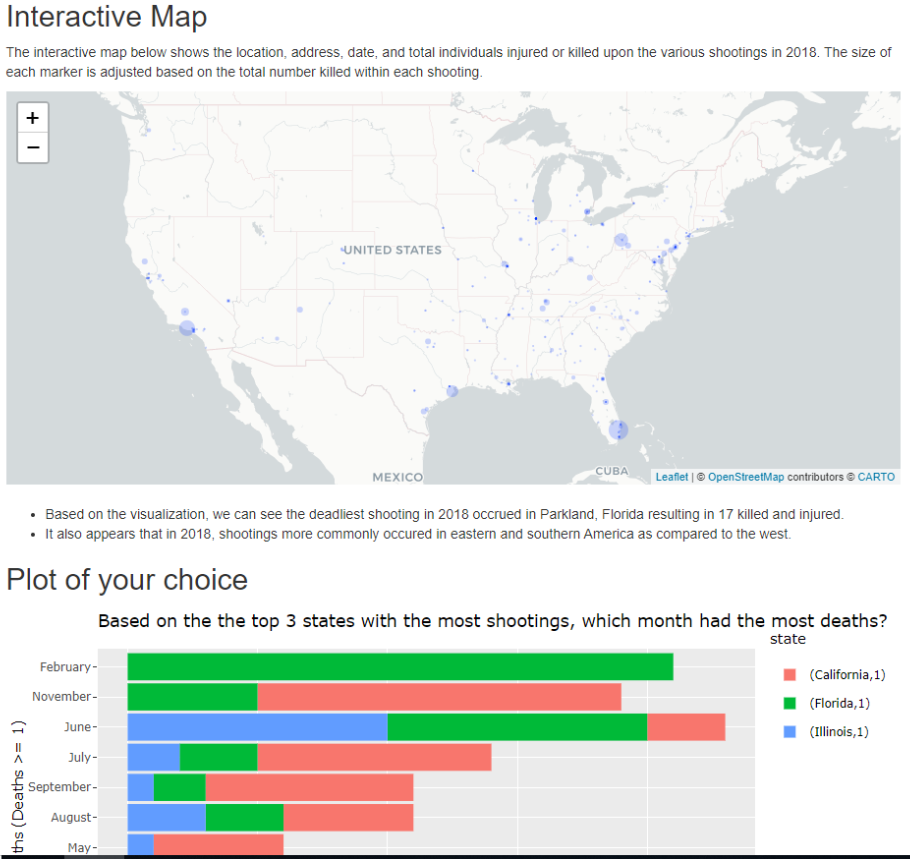 Interactive Map
The interactive map below shows the location, address, date, and total individuals injured or killed upon the various shootings in 2018. The size of
each marker is adjusted based on the total number killed within each shooting.
+
−
UNITED STATES
MEXICO
CUBA
Leaflet | © OpenStreetMap contributors © CARTO
• Based on the visualization, we can see the deadliest shooting in 2018 occrued in Parkland, Florida resulting in 17 killed and injured.
• It also appears that in 2018, shootings more commonly occured in eastern and southern America as compared to the west.
Plot of your choice
Based on the the top 3 states with the most shootings, which month had the most deaths?
state
(California,1)
(Florida,1)
(Illinois,1)
February
November
June
July
September
August
May
(Deaths >= 1)